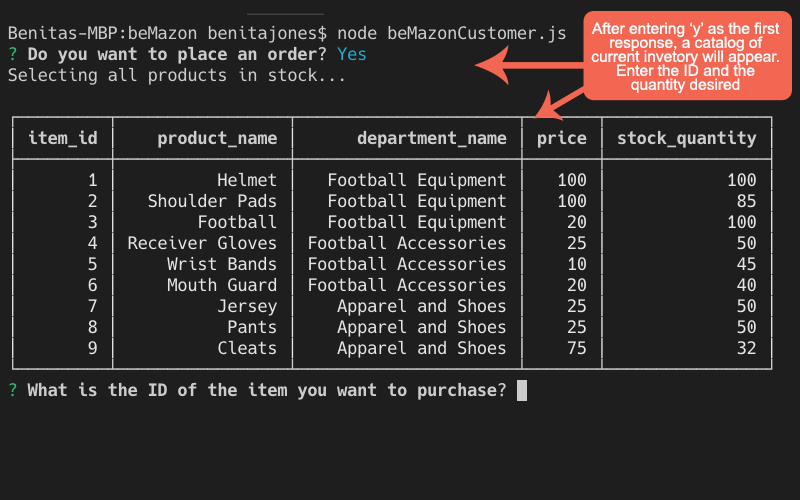 Benitas-MBP:beMazon benitajones$ node beMazonCustomer.js
? Do you want to place an order? Yes
Selecting all products in stock...
After entering ‘y’ as the first
response, a catalog of
current invetory will appear.
Enter the ID and the
quantity desired
item_id product_name department_name price stock_quantity
1 Helmet Football Equipment 100 100
2 Shoulder Pads Football Equipment 100 85
3 Football Football Equipment 20 100
4 Receiver Gloves Football Accessories 25 50
5 Wrist Bands Football Accessories 10 45
6 Mouth Guard Football Accessories 20 40
7 Jersey Apparel and Shoes 25 50
8 Pants Apparel and Shoes 25 50
9 Cleats Apparel and Shoes 75 32
? What is the ID of the item you want to purchase?